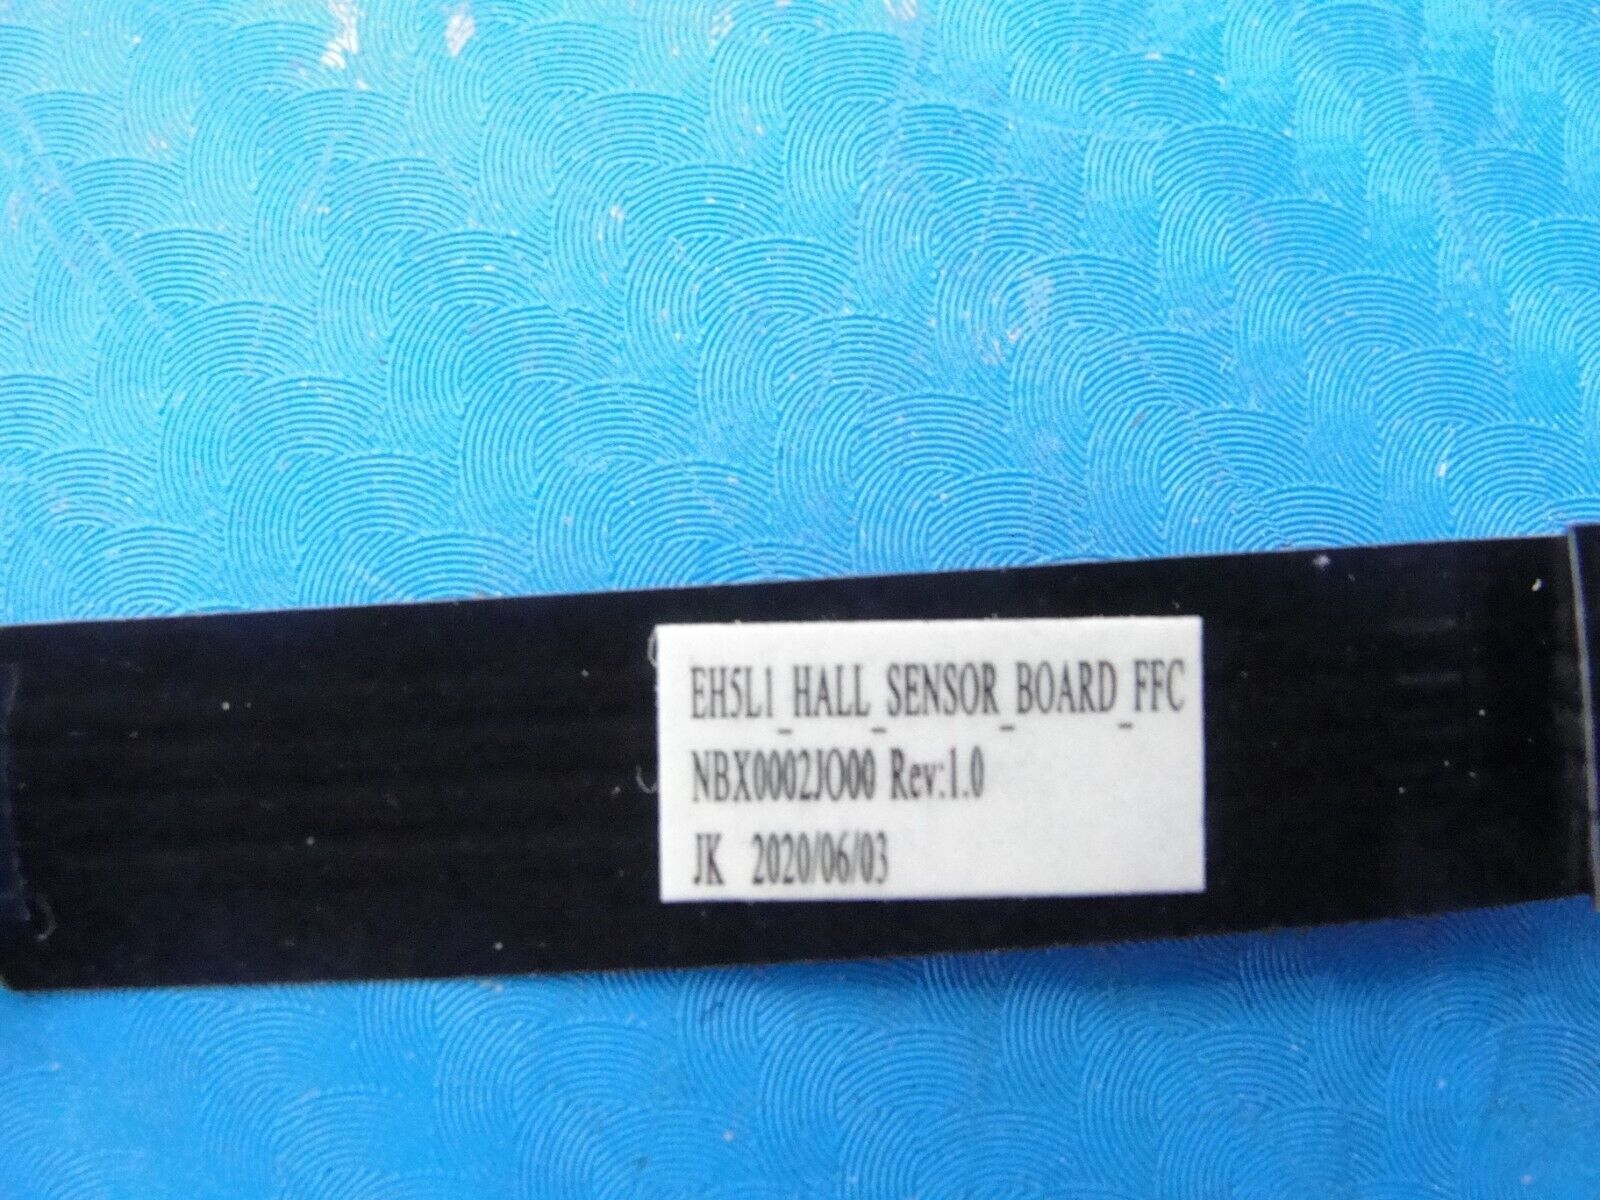 EH5L1_HALL_SENSOR_BOARD_FFC
NBX0002JO00 Rev:1.0
JK 2020/06/03